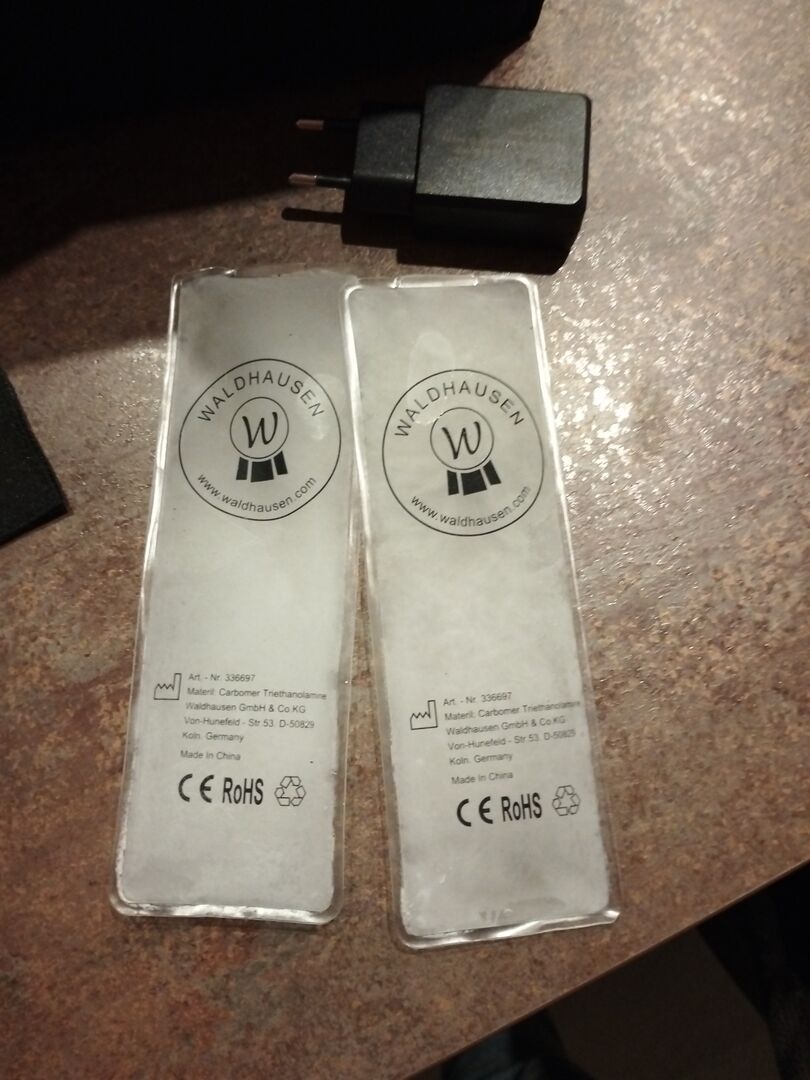 WALDHAUSEN
W
www.waldhausen.com
Art. - Nr. 336697
Materil: Carbomer Triethanolamine
Waldhausen GmbH & Co.KG
Von-Hunefeld - Str.53. D-50829
Koln. Germany
Made In China
CE RoHS
WALDHAUSEN
W
www.waldhausen.com
Art. - Nr. 336697
Materil: Carbomer Triethanolamine
Waldhausen GmbH & Co.KG
Von-Hunefeld - Str.53. D-50829
Koln. Germany
Made In China
CE RoHS